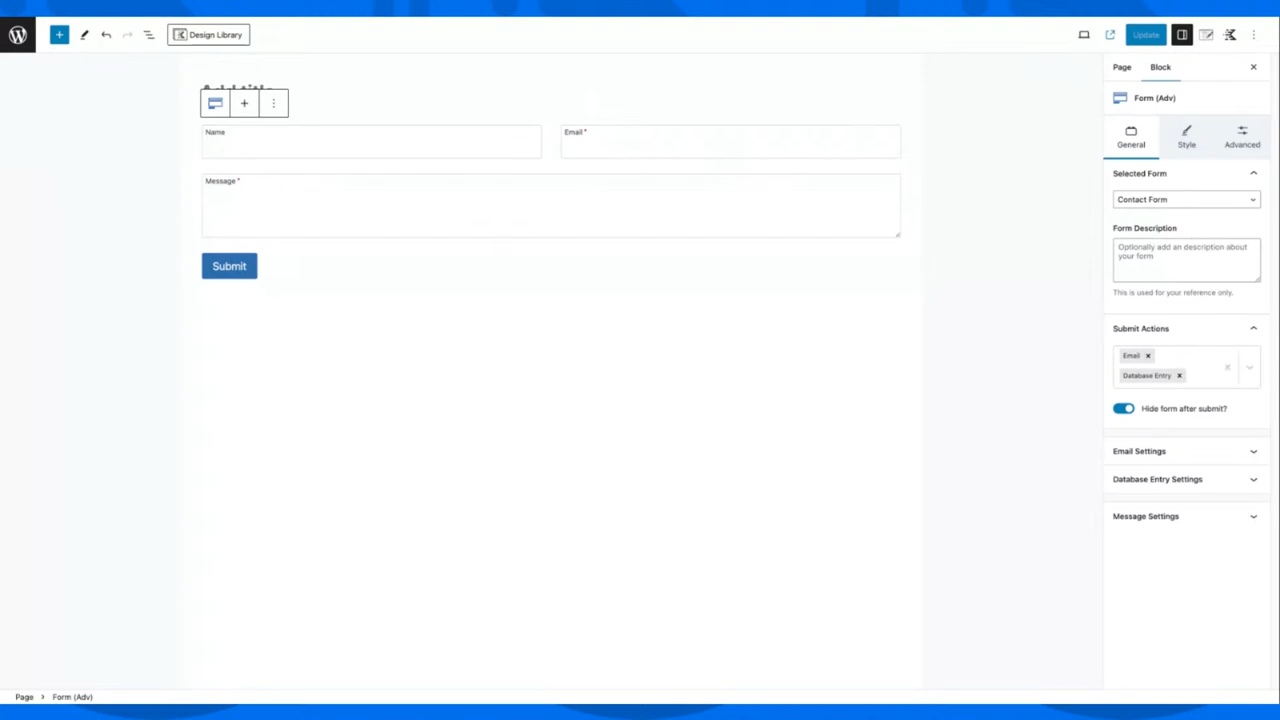 Design Library
Update
Page
Block
Form (Adv)
General
Style
Advanced
Name
Email *
Message *
Submit
Selected Form
Contact Form
Form Description
Optionally add an description about
your form
This is used for your reference only.
Submit Actions
Email
Database Entry
Hide form after submit?
Email Settings
Database Entry Settings
Message Settings
Page
Form (Adv)